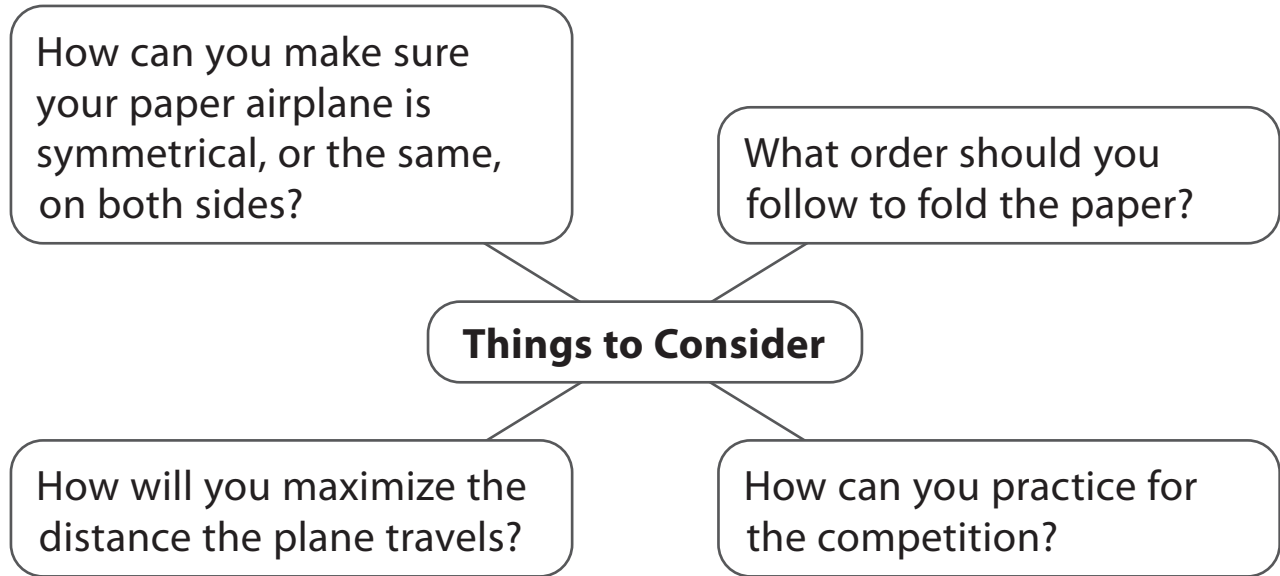 How can you make sure
your paper airplane is
symmetrical, or the same,
on both sides?
What order should you
follow to fold the paper?
Things to Consider
How will you maximize the
distance the plane travels?
How can you practice for
the competition?